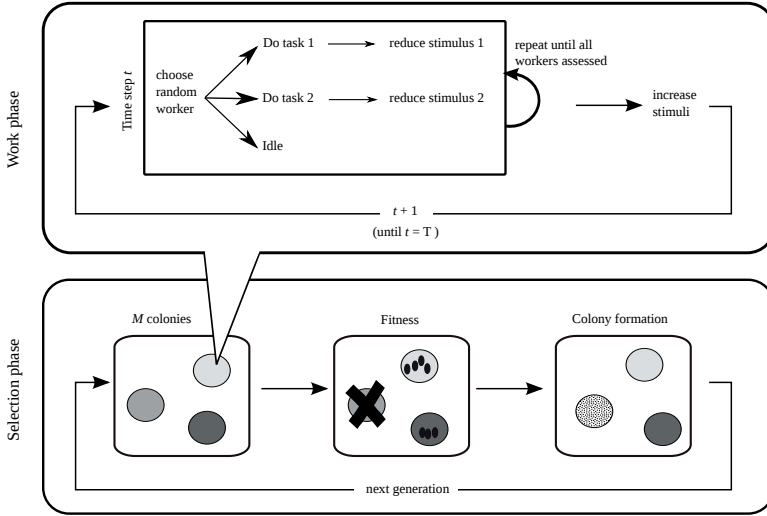 Work phase
Time step t
choose
random
worker
Do task 1
reduce stimulus 1
Do task 2
reduce stimulus 2
Idle
repeat until all
workers assessed
increase
stimuli
t + 1
(until t = T )
Selection phase
M colonies
Fitness
Colony formation
next generation